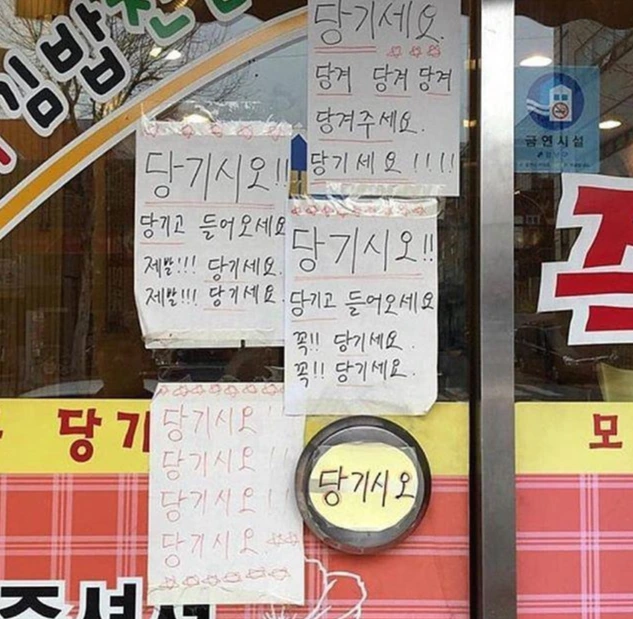 김밥천
당기세요.
당겨 당겨 당겨
당겨주세요.
당기세요!!!!
금연시설
당기시오!!
당기고 들어오세요
제발!!! 당기세요.
제발!!! 당기세요.
당기시오!!
당기고 들어오세요
꼭!! 당기세요.
꼭!! 당기세요.
당기시오!
당기시오!!
당기시오!!
당기시오
당기시오
당기
모
주셔서